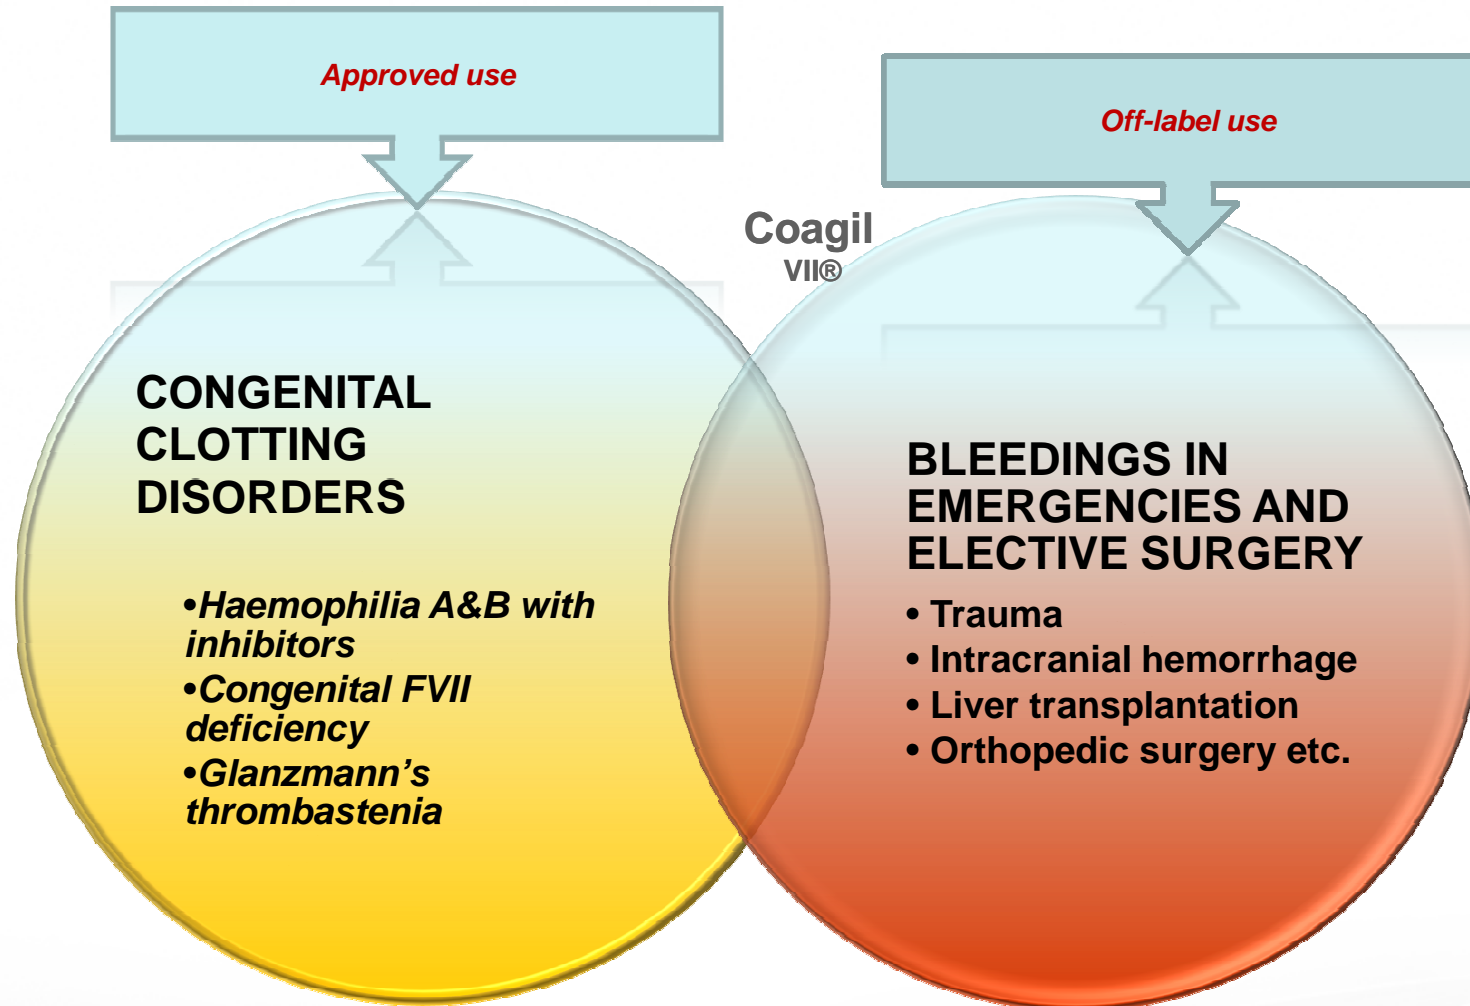 Approved use
Off-label use
Coagil
VII®
CONGENITAL
CLOTTING
DISORDERS
•Haemophilia A&B with
inhibitors
•Congenital FVII
deficiency
•Glanzmann’s
thrombastenia
BLEEDINGS IN
EMERGENCIES AND
ELECTIVE SURGERY
• Trauma
• Intracranial hemorrhage
• Liver transplantation
• Orthopedic surgery etc.